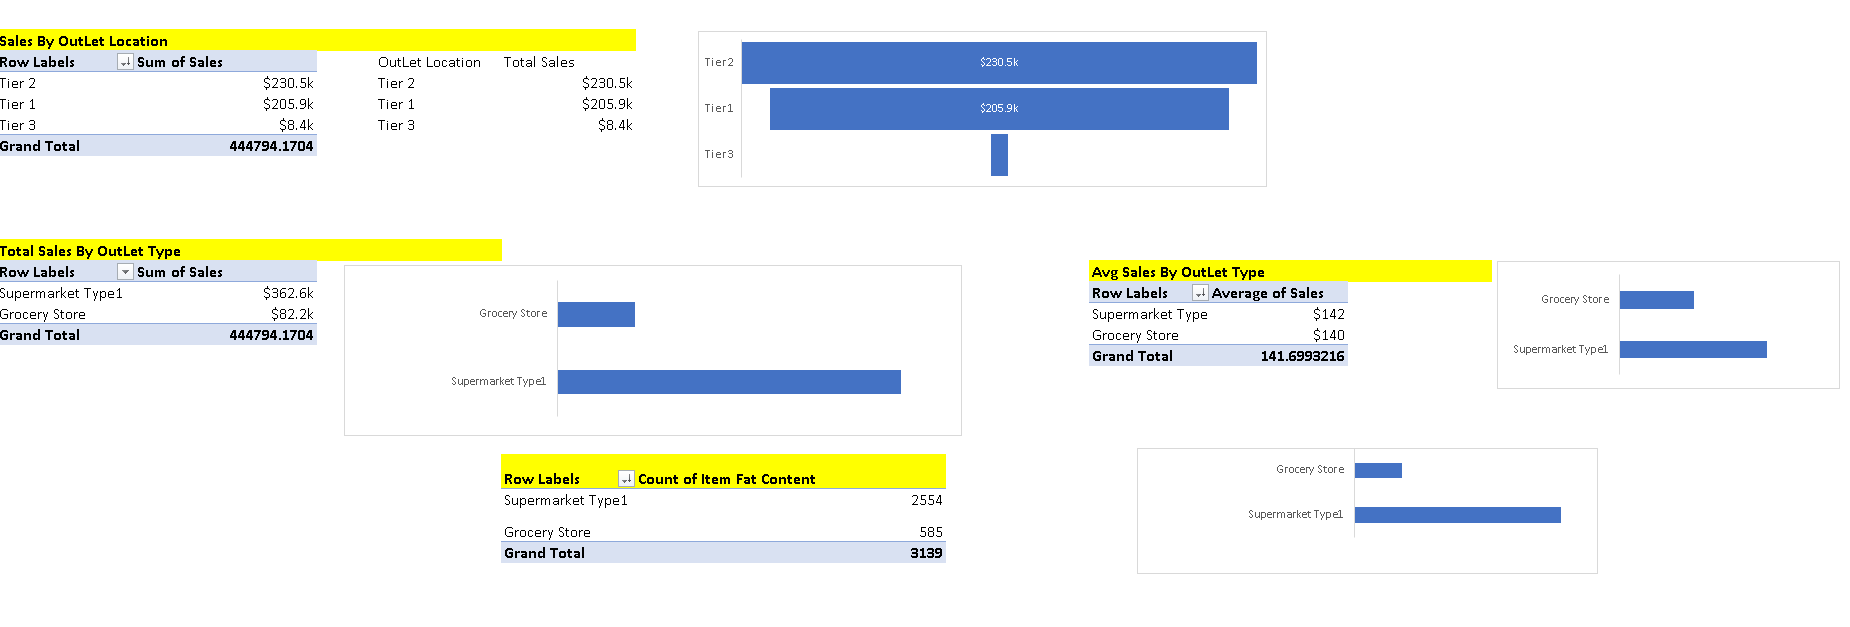 Sales By OutLet Location
Row Labels Sum of Sales
Tier 2 $230.5k
Tier 1 $205.9k
Tier 3 $8.4k
Grand Total 444794.1704
OutLet Location Total Sales
Tier 2 $230.5k
Tier 1 $205.9k
Tier 3 $8.4k
Tier2 $230.5k
Tier1 $205.9k
Tier3
Total Sales By OutLet Type
Row Labels Sum of Sales
Supermarket Type1 $362.6k
Grocery Store $82.2k
Grand Total 444794.1704
Grocery Store
Supermarket Type1
Avg Sales By OutLet Type
Row Labels Average of Sales
Supermarket Type $142
Grocery Store $140
Grand Total 141.6993216
Grocery Store
Supermarket Type1
Row Labels Count of Item Fat Content
Supermarket Type1 2554
Grocery Store 585
Grand Total 3139
Grocery Store
Supermarket Type1